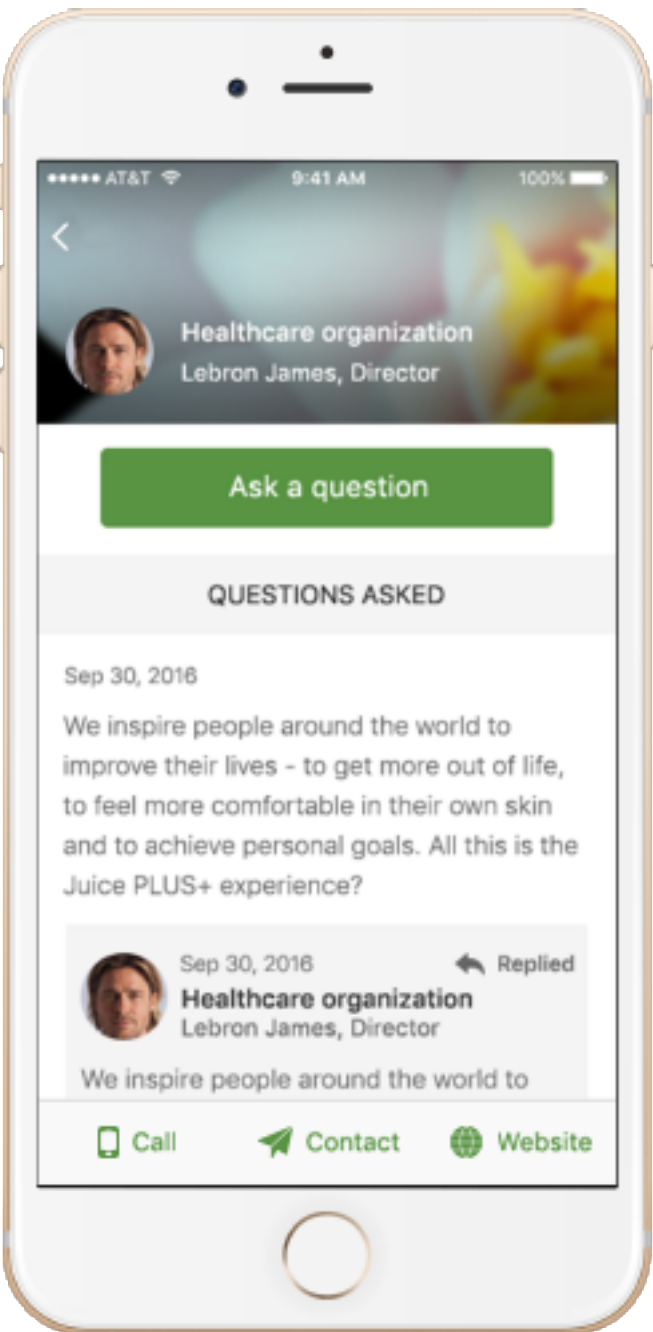 AT&T 9:41 AM 100%
Healthcare organization
Lebron James, Director
Ask a question
QUESTIONS ASKED
Sep 30, 2016
We inspire people around the world to
improve their lives - to get more out of life,
to feel more comfortable in their own skin
and to achieve personal goals. All this is the
Juice PLUS+ experience?
Sep 30, 2016 Replied
Healthcare organization
Lebron James, Director
We inspire people around the world to
Call Contact Website